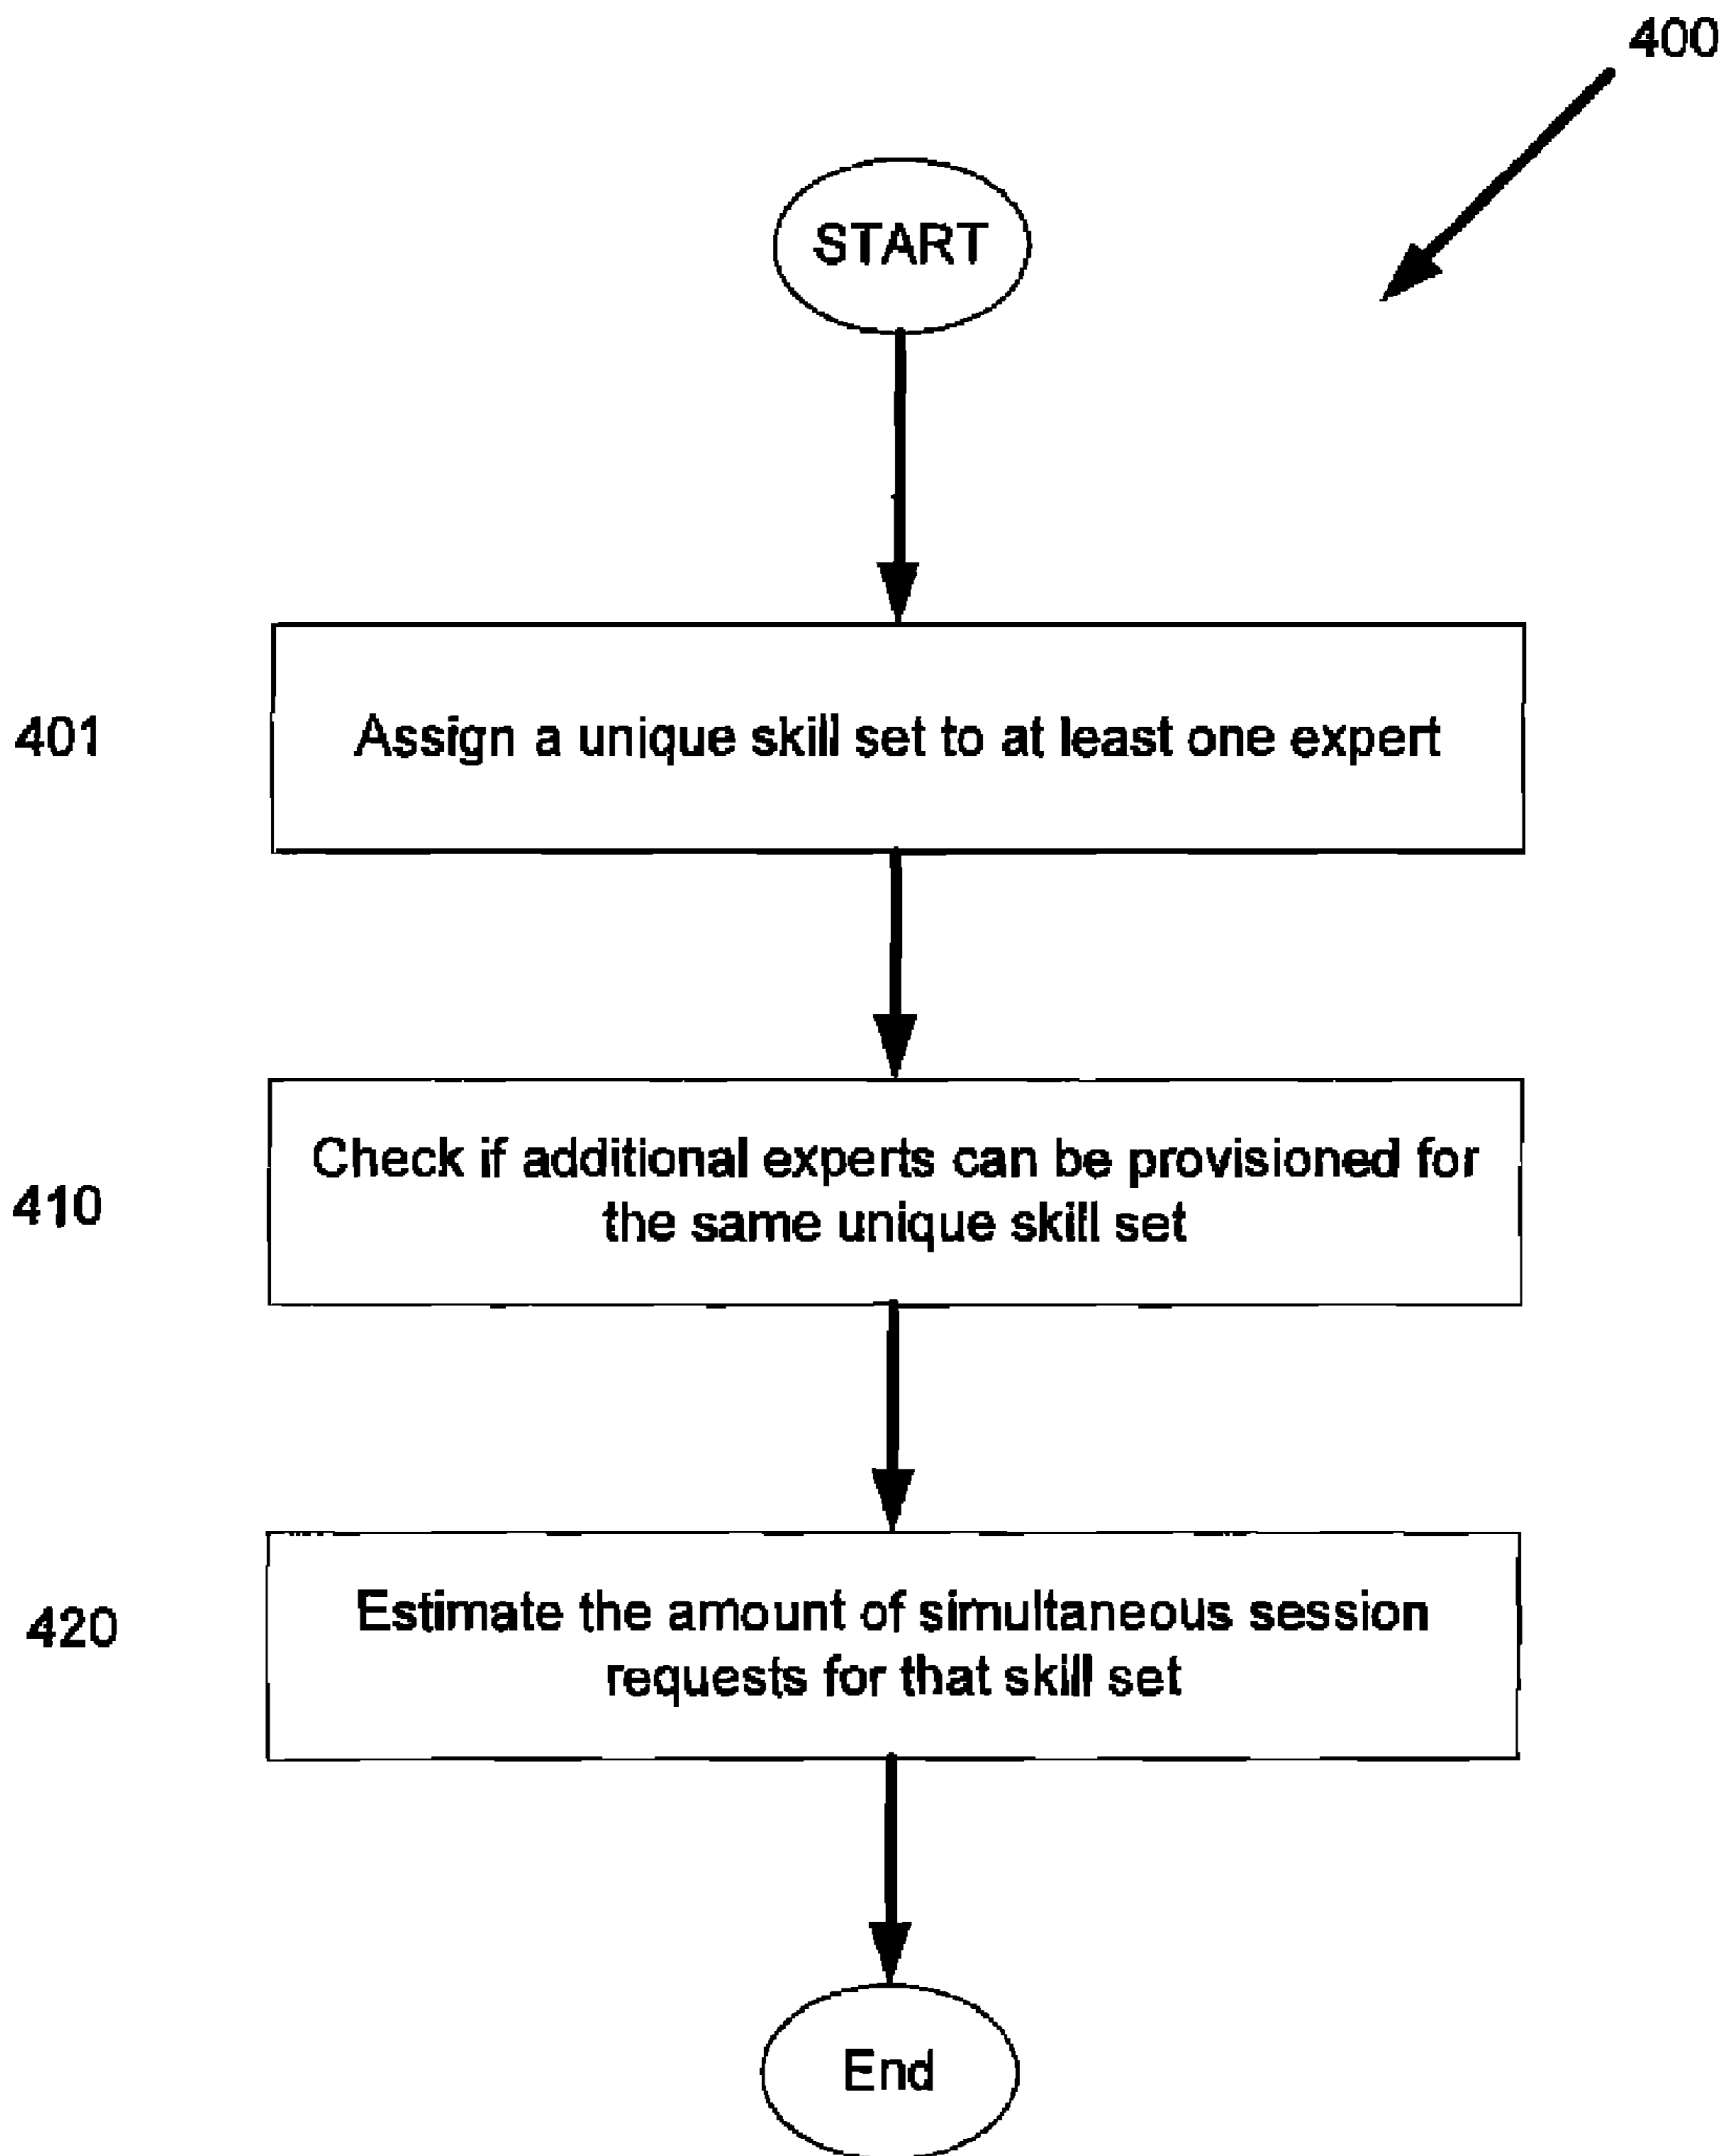 400
START
401
Assign a unique skill set to at least one expert
410
Check if additional experts can be provisioned for
the same unique skill set
420
Estimate the amount of simultaneous session
requests for that skill set
End